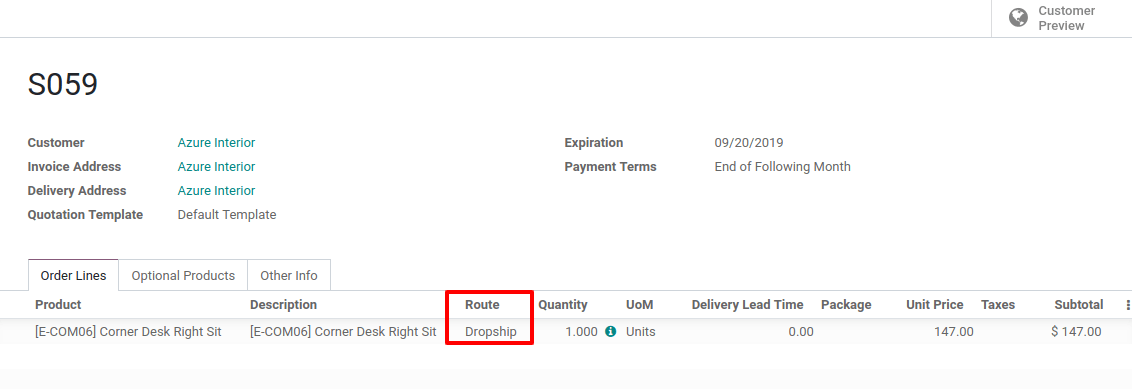 Customer
Preview
S059
Customer Azure Interior Expiration 09/20/2019
Invoice Address Azure Interior Payment Terms End of Following Month
Delivery Address Azure Interior
Quotation Template Default Template
Order Lines Optional Products Other Info
Product Description Route Quantity UoM Delivery Lead Time Package Unit Price Taxes Subtotal
[E-COM06] Corner Desk Right Sit [E-COM06] Corner Desk Right Sit Dropship 1.000 Units 0.00 147.00 $ 147.00